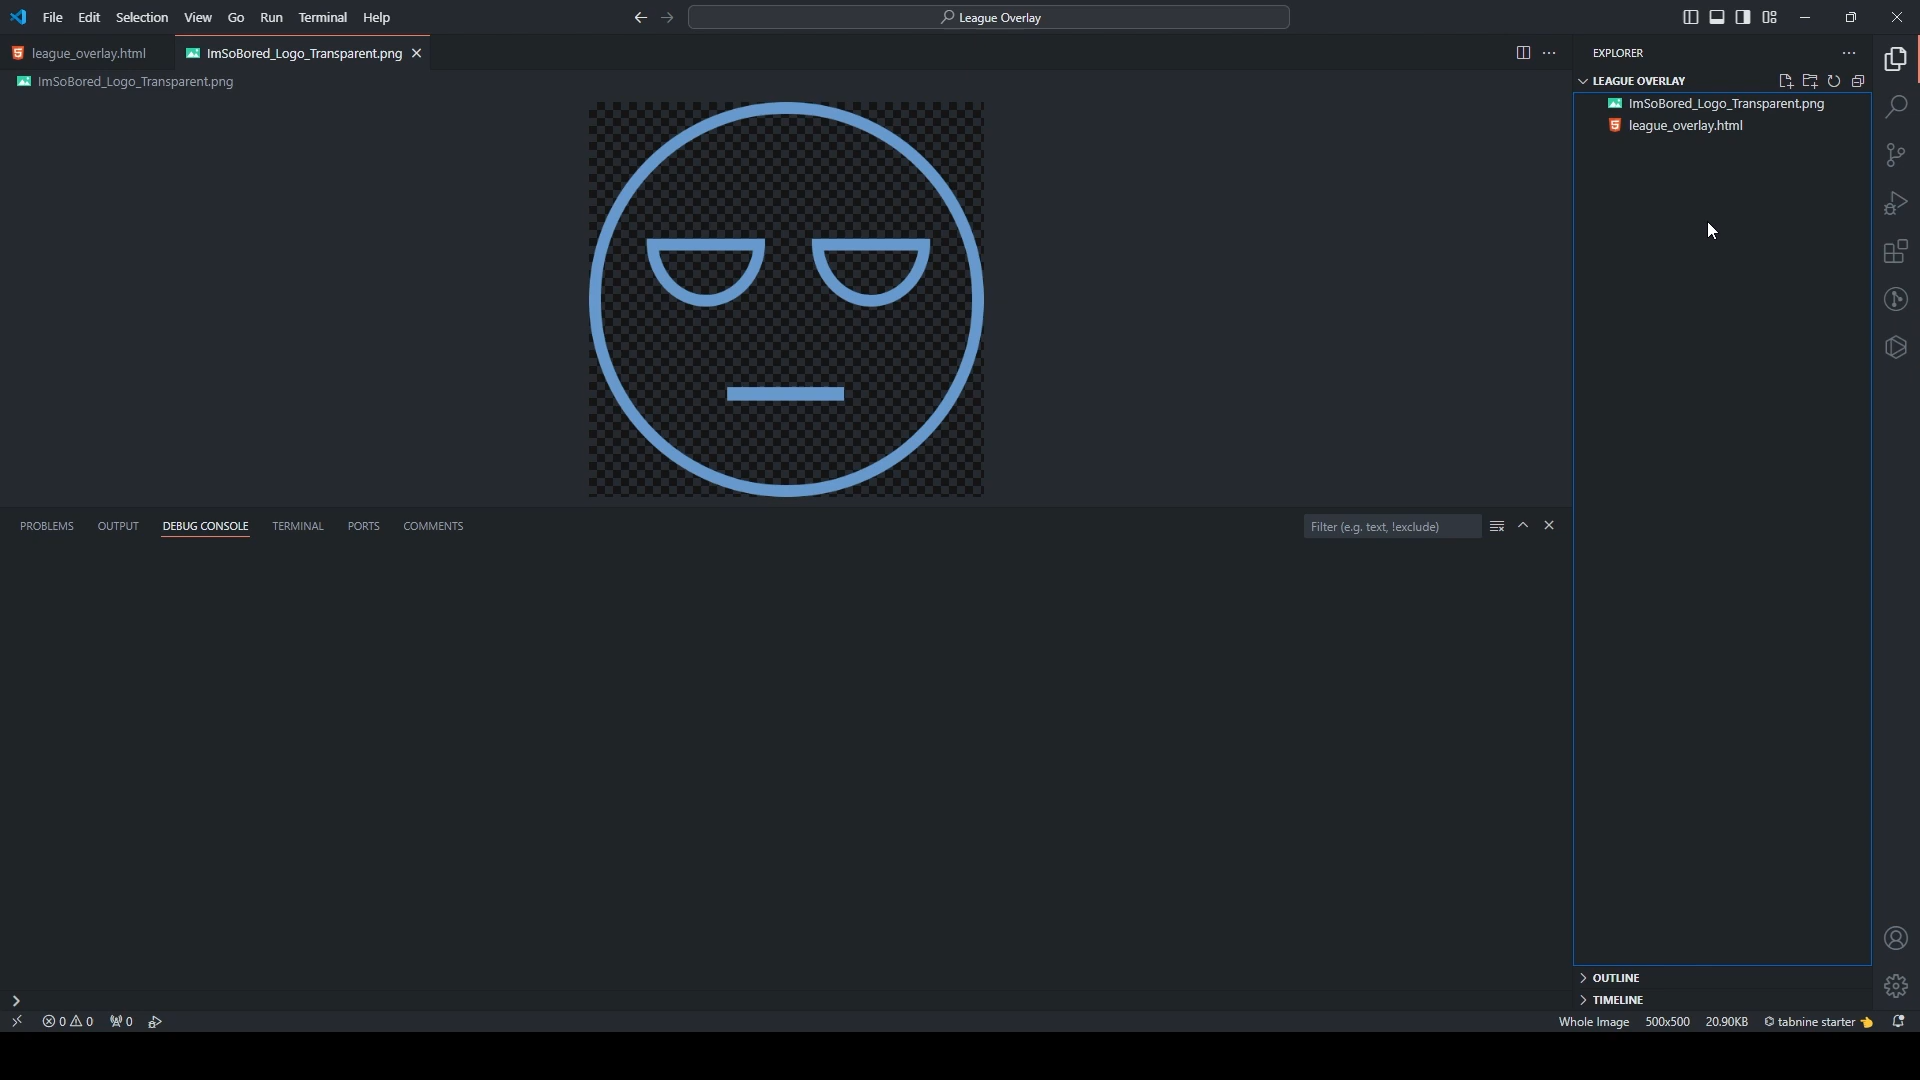 File Edit Selection View Go Run Terminal Help
League Overlay
league_overlay.html
ImSoBored_Logo_Transparent.png
ImSoBored_Logo_Transparent.png
EXPLORER
LEAGUE OVERLAY
ImSoBored_Logo_Transparent.png
league_overlay.html
PROBLEMS OUTPUT DEBUG CONSOLE TERMINAL PORTS COMMENTS
Filter (e.g. text, !exclude)
OUTLINE
TIMELINE
0 0 0
Whole Image 500x500 20.90KB tabnine starter